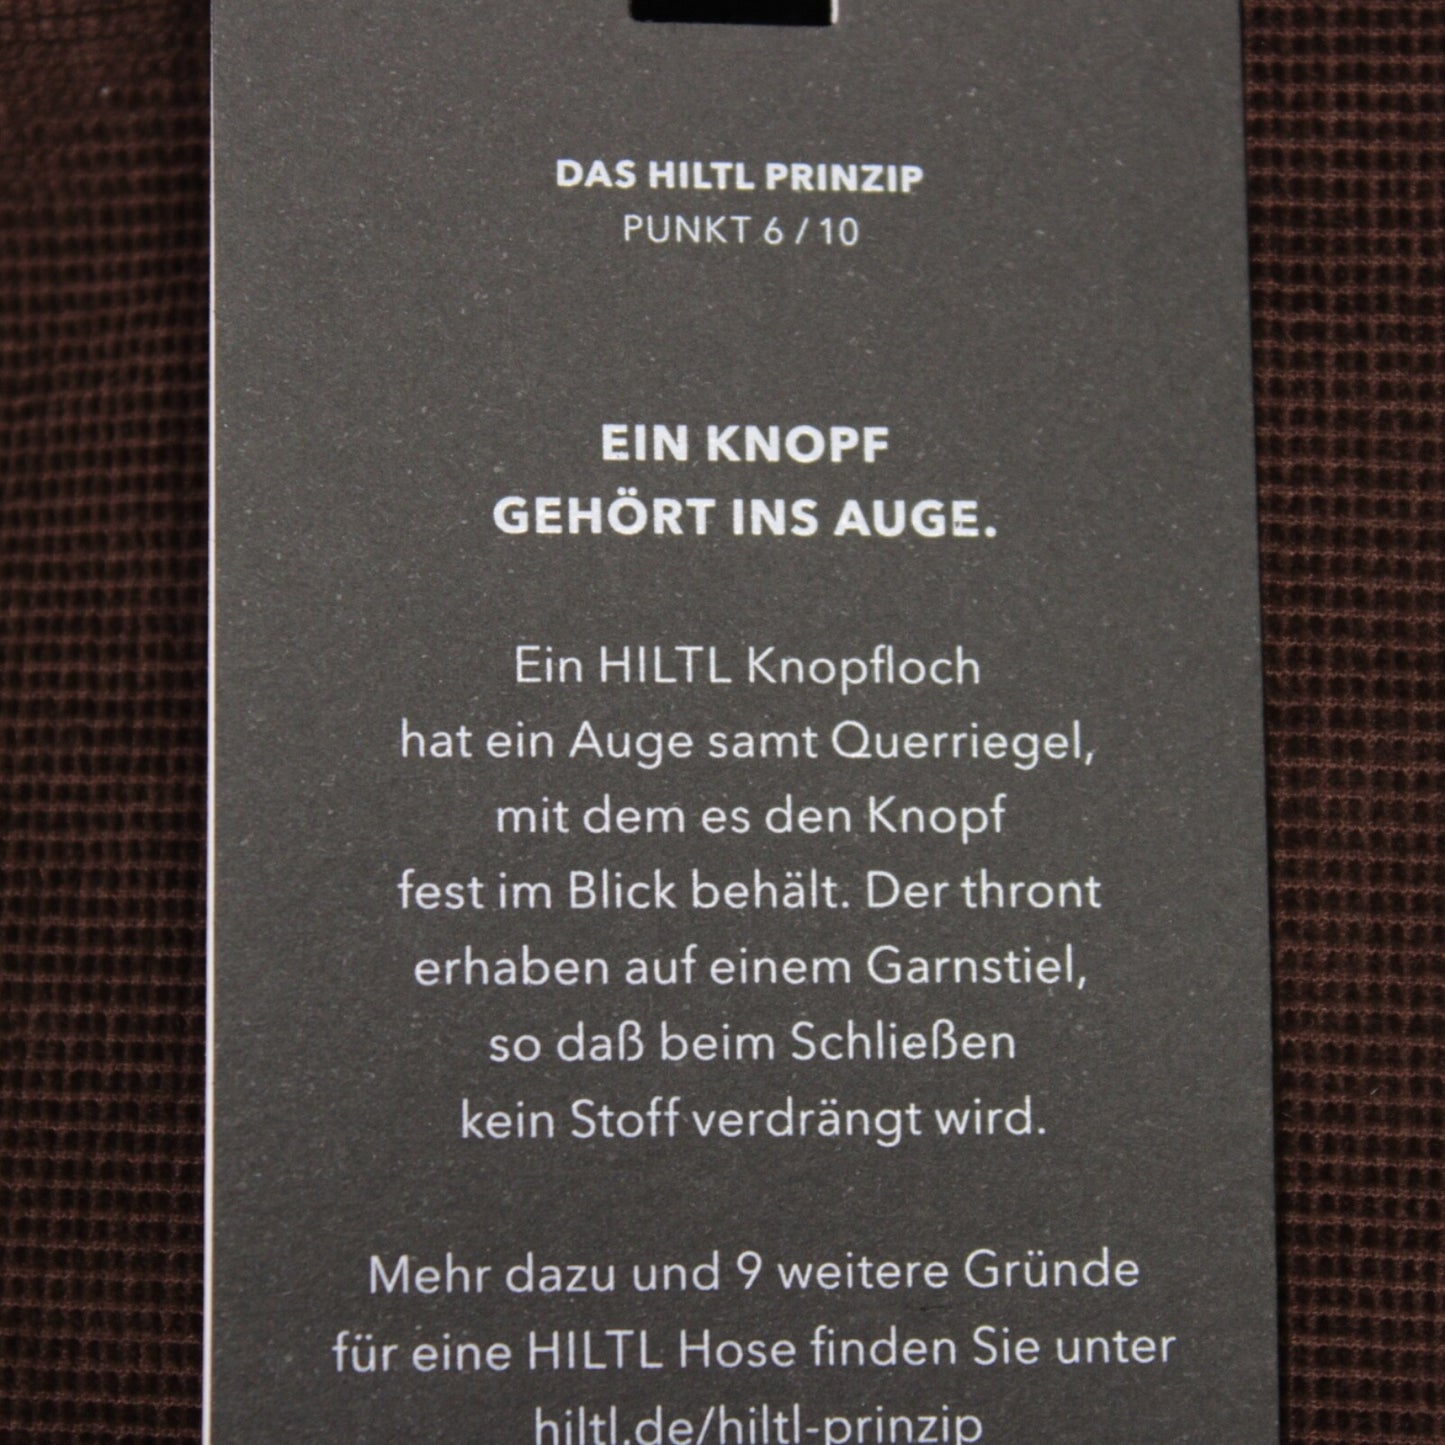 DAS HILTL PRINZIP
PUNKT 6 / 10
EIN KNOPF
GEHÖRT INS AUGE.
Ein HILTL Knopfloch
hat ein Auge samt Querriegel,
mit dem es den Knopf
fest im Blick behält. Der thront
erhaben auf einem Garnstiel,
so daß beim Schließen
kein Stoff verdrängt wird.
Mehr dazu und 9 weitere Gründe
für eine HILTL Hose finden Sie unter
hiltl.de/hiltl-prinzip